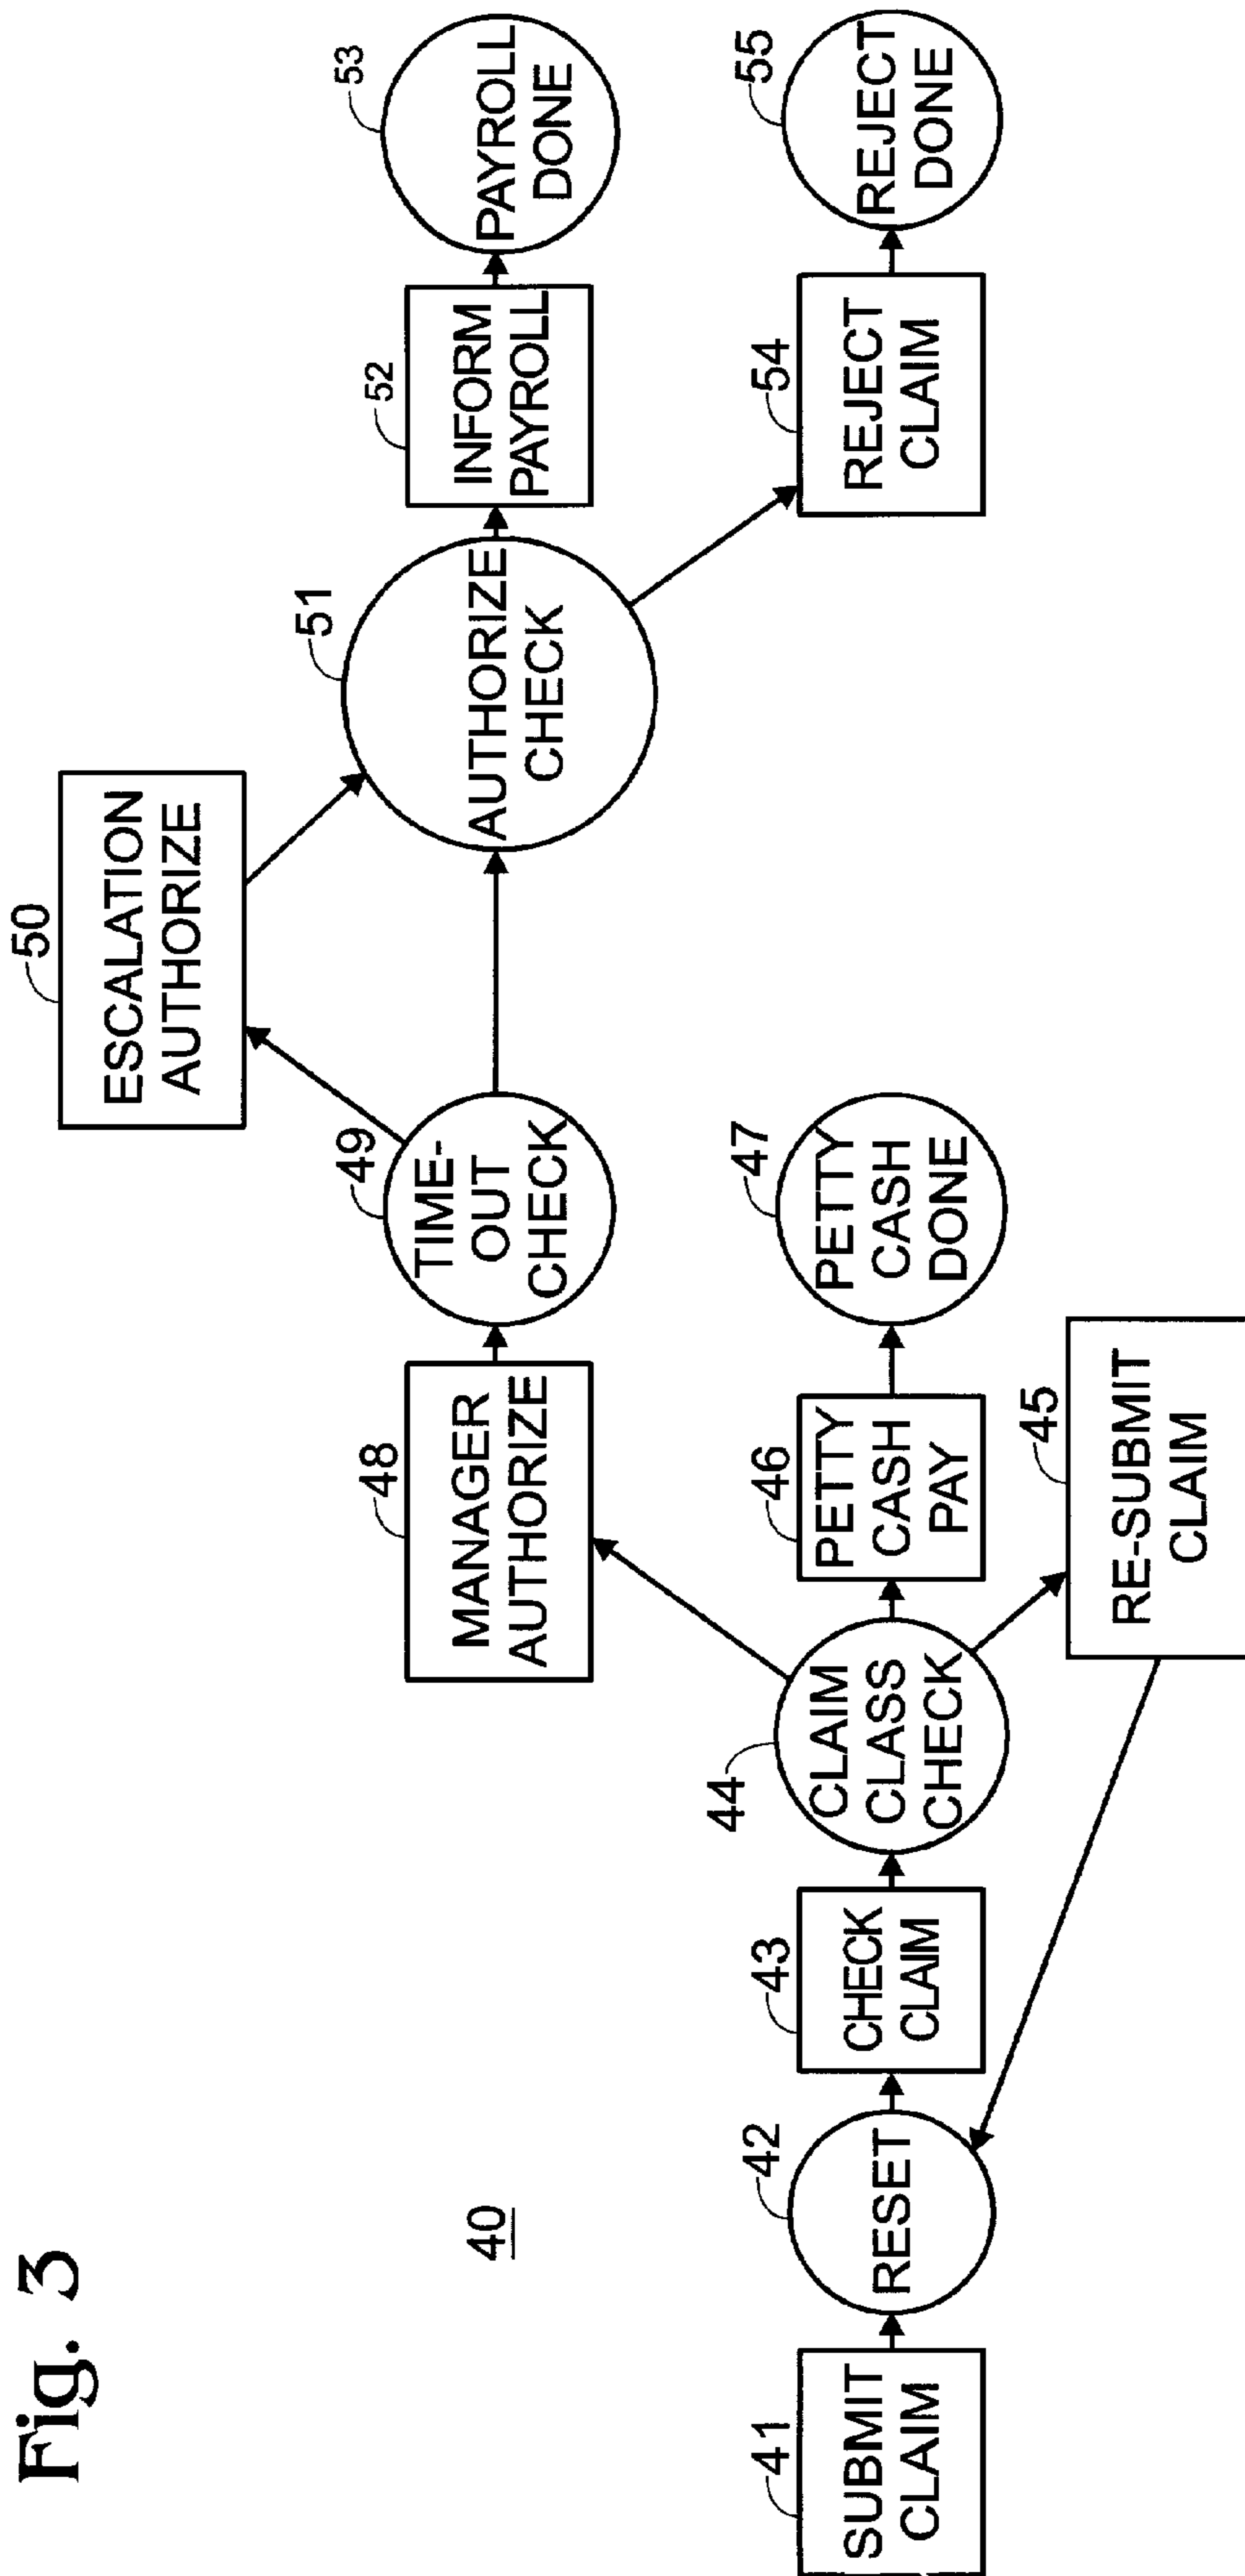 Fig. 3
40
50
ESCALATION
AUTHORIZE
48
MANAGER
AUTHORIZE
49
TIME-
OUT
CHECK
51
AUTHORIZE
CHECK
52
INFORM
PAYROLL
53
PAYROLL
DONE
41
SUBMIT
CLAIM
42
RESET
43
CHECK
CLAIM
44
CLAIM
CLASS
CHECK
46
PETTY
CASH
PAY
47
PETTY
CASH
DONE
54
REJECT
CLAIM
55
REJECT
DONE
45
RE-SUBMIT
CLAIM